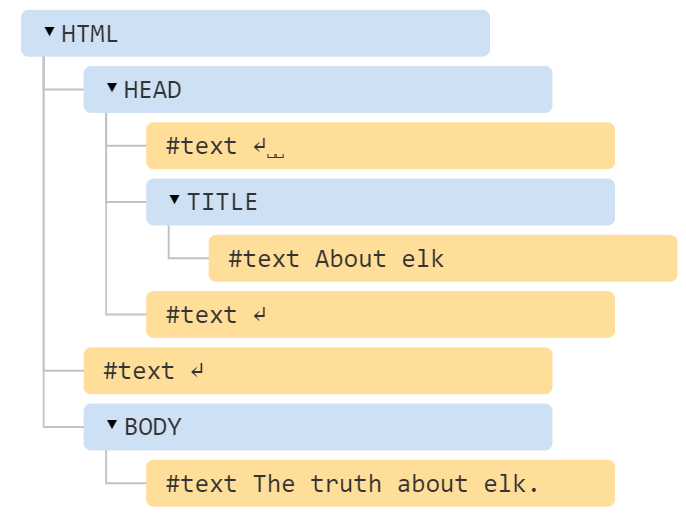 ▼ HTML
▼ HEAD
#text ↵␣␣
▼ TITLE
#text About elk
#text ↵
#text ↵
▼ BODY
#text The truth about elk.